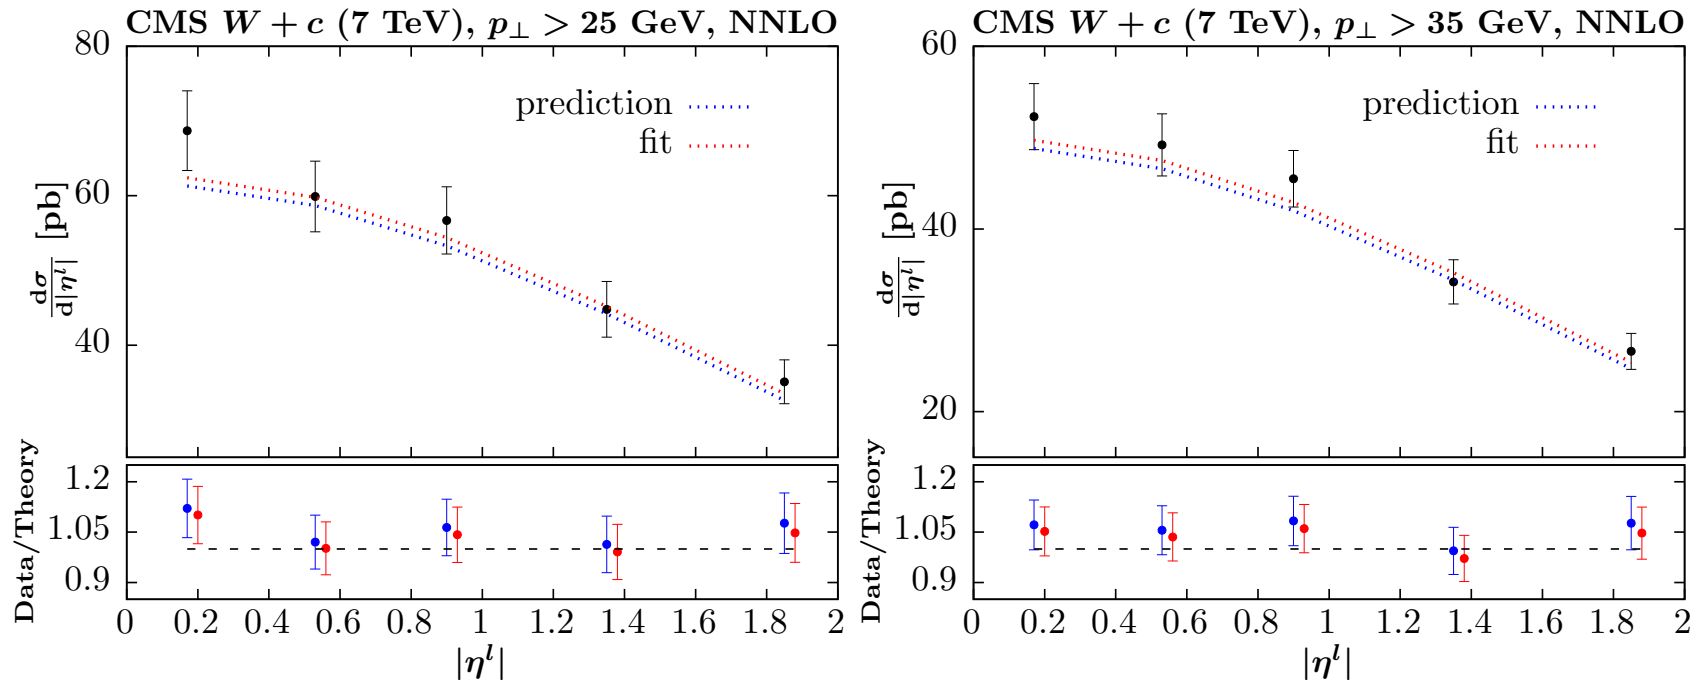 CMS W + c (7 TeV), p⊥ > 25 GeV, NNLO
80
60
40
dσ
d|ηˡ|
[pb]
prediction
fit
Data/Theory
1.2
1.05
0.9
0 0.2 0.4 0.6 0.8 1 1.2 1.4 1.6 1.8 2
|ηˡ|
CMS W + c (7 TeV), p⊥ > 35 GeV, NNLO
60
40
20
dσ
d|ηˡ|
[pb]
prediction
fit
Data/Theory
1.2
1.05
0.9
0 0.2 0.4 0.6 0.8 1 1.2 1.4 1.6 1.8 2
|ηˡ|